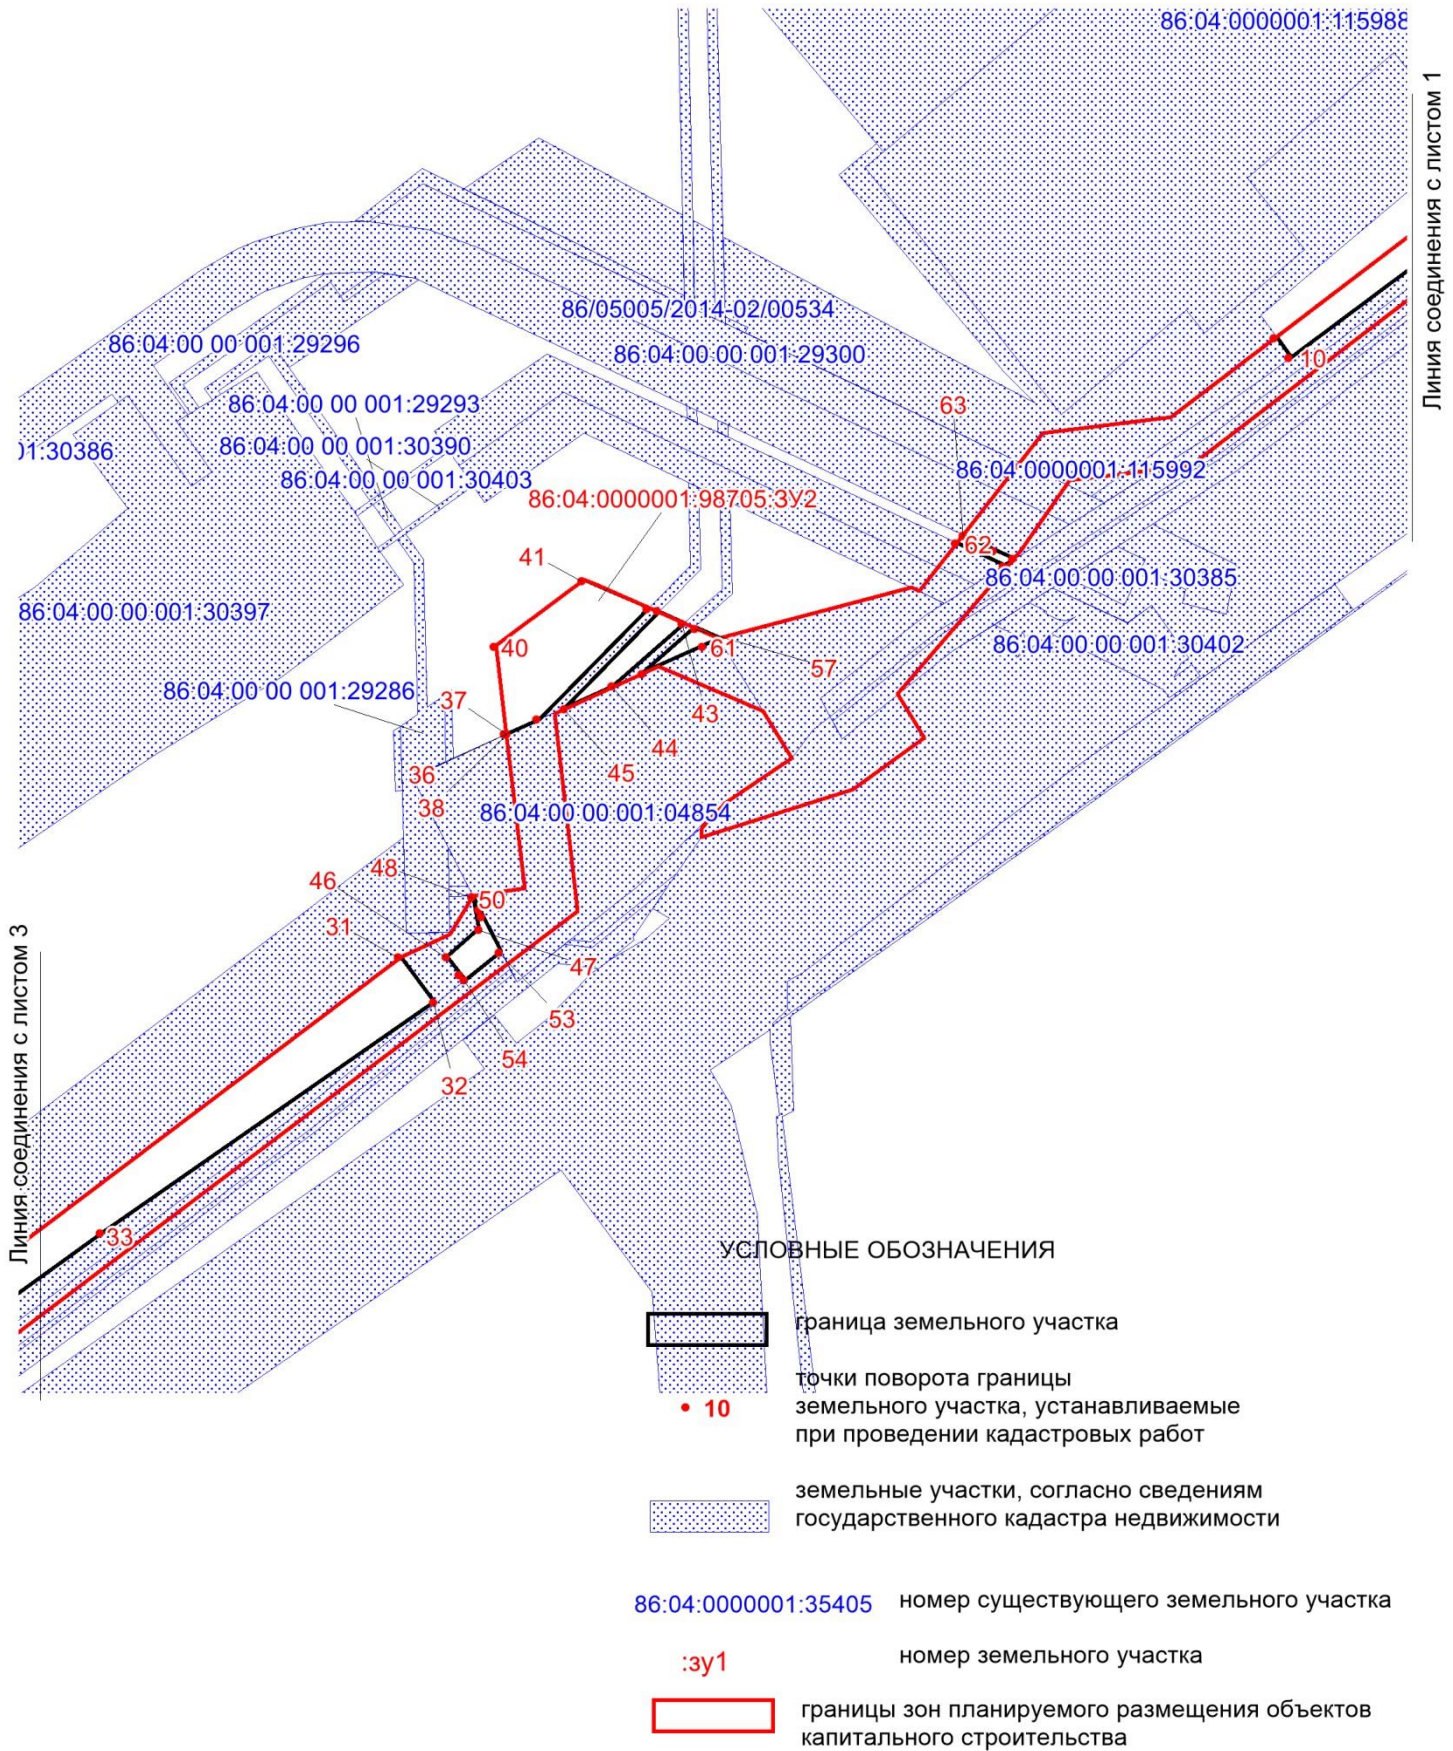 86:04:0000001:115988
Линия соединения с листом 1
86/05005/2014-02/00534
86:04:00 00 001:29296
86:04:00 00 001:29300
10
86:04:00 00 001:29293
63
86:04:00 00 001:30390
01:30386
86:04:0000001:115992
86:04:00 00 001:30403
86:04:0000001:98705:ЗУ2
62
41
86:04:00 00 001:30385
86:04:00 00 001:30397
40
61
86:04:00 00 001:30402
57
86:04:00 00 001:29286
37
43
44
36
45
38
86:04:00 00 001:04854
48
46
50
31
47
53
54
32
Линия соединения с листом 3
33
УСЛОВНЫЕ ОБОЗНАЧЕНИЯ
граница земельного участка
точки поворота границы
10
земельного участка, устанавливаемые
при проведении кадастровых работ
земельные участки, согласно сведениям
государственного кадастра недвижимости
86:04:0000001:35405
номер существующего земельного участка
:зу1
номер земельного участка
границы зон планируемого размещения объектов
капитального строительства